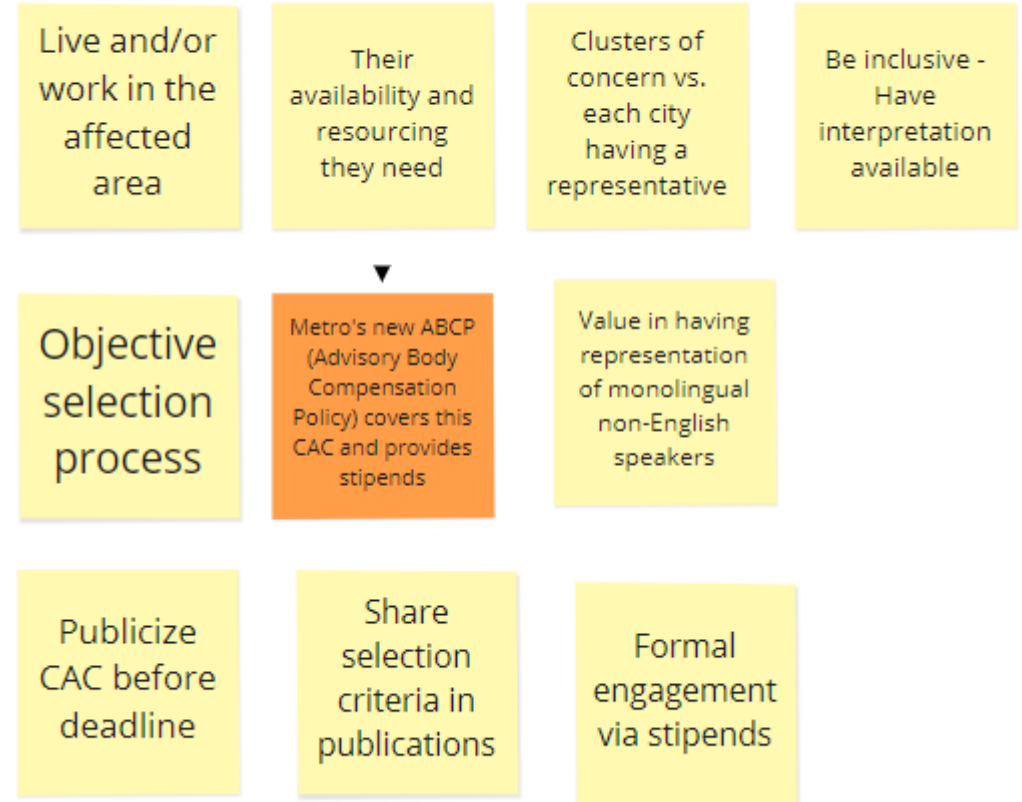 Live and/or
work in the
affected
area
Their
availability and
resourcing
they need
Clusters of
concern vs.
each city
having a
representative
Be inclusive -
Have
interpretation
available
Objective
selection
process
Metro's new ABCP
(Advisory Body
Compensation
Policy) covers this
CAC and provides
stipends
Value in having
representation
of monolingual
non-English
speakers
Publicize
CAC before
deadline
Share
selection
criteria in
publications
Formal
engagement
via stipends